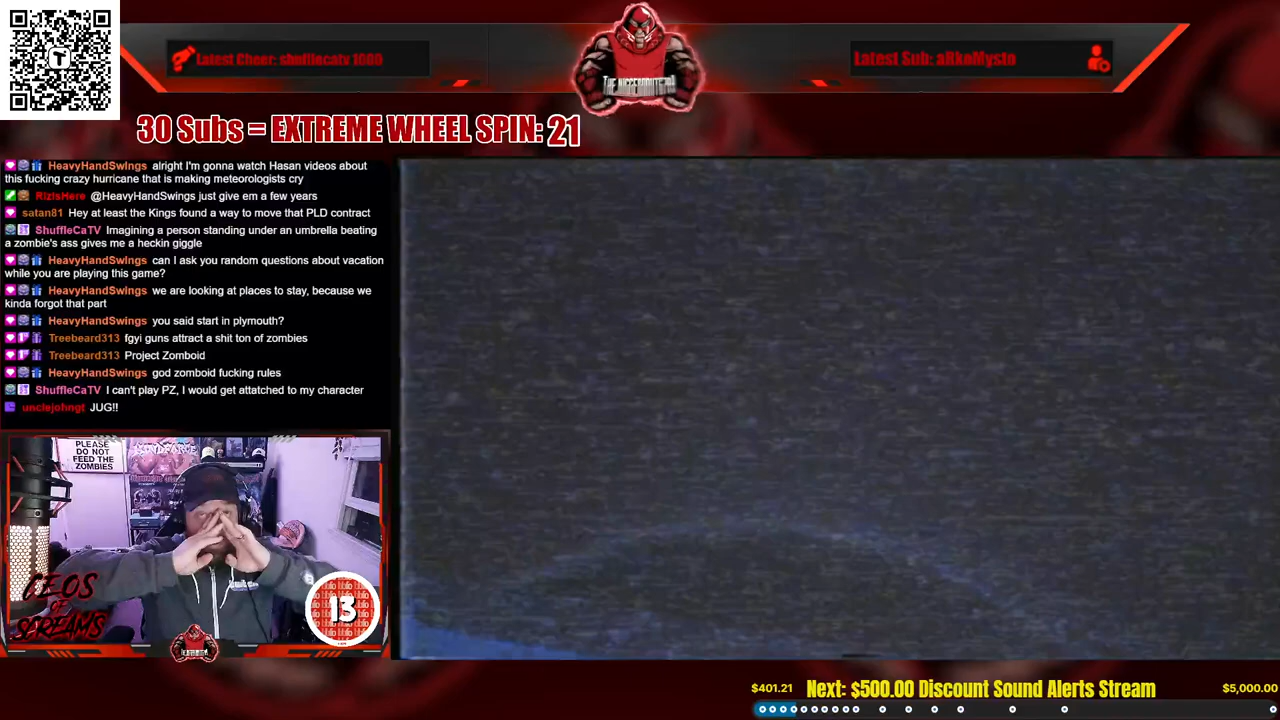 Latest Cheer: shufflecatv 1000
Latest Sub: aRkoMysto
30 Subs = EXTREME WHEEL SPIN: 21
HeavyHandSwIngs alright I'm gonna watch Hasan videos about
this fucking crazy hurricane that is making meteorologists cry
RizIsHere @HeavyHandSwings just give em a few years
satan81 Hey at least the Kings found a way to move that PLD contract
ShuffleCaTV Imagining a person standing under an umbrella beating
a zombie's ass gives me a heckin giggle
HeavyHandSwIngs can I ask you random questions about vacation
while you are playing this game?
HeavyHandSwIngs we are looking at places to stay, because we
kinda forgot that part
HeavyHandSwIngs you said start in plymouth?
Treebeard313 fgyi guns attract a shit ton of zombies
Treebeard313 Project Zomboid
HeavyHandSwIngs god zomboid fucking rules
ShuffleCaTV I can't play PZ, I would get attatched to my character
unclejohngt JUG!!
PLEASE
DO NOT
FEED THE
ZOMBIES
CEOS
OF
SCREAMS
13
$401.21
Next: $500.00 Discount Sound Alerts Stream
$5,000.00